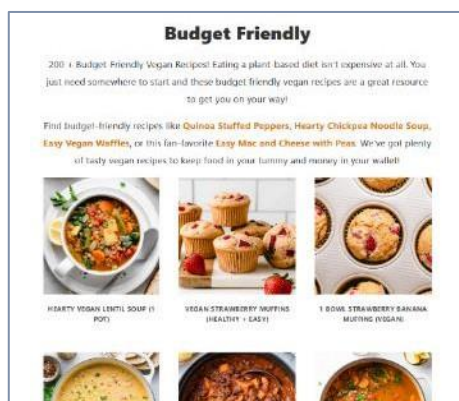 Budget Friendly
200 + Budget Friendly Vegan Recipes! Eating a plant-based diet isn't expensive at all. You
just need somewhere to start and these budget friendly vegan recipes are a great resource
to get you on your way!
Find budget-friendly recipes like Quinoa Stuffed Peppers, Hearty Chickpea Noodle Soup,
Easy Vegan Waffles, or this fan-favorite Easy Mac and Cheese with Peas. We've got plenty
of tasty vegan recipes to keep food in your tummy and money in your wallet!
HEARTY VEGAN LENTIL SOUP (1
POT)
VEGAN STRAWBERRY MUFFINS
(HEALTHY + EASY)
1 BOWL STRAWBERRY BANANA
MUFFINS (VEGAN)